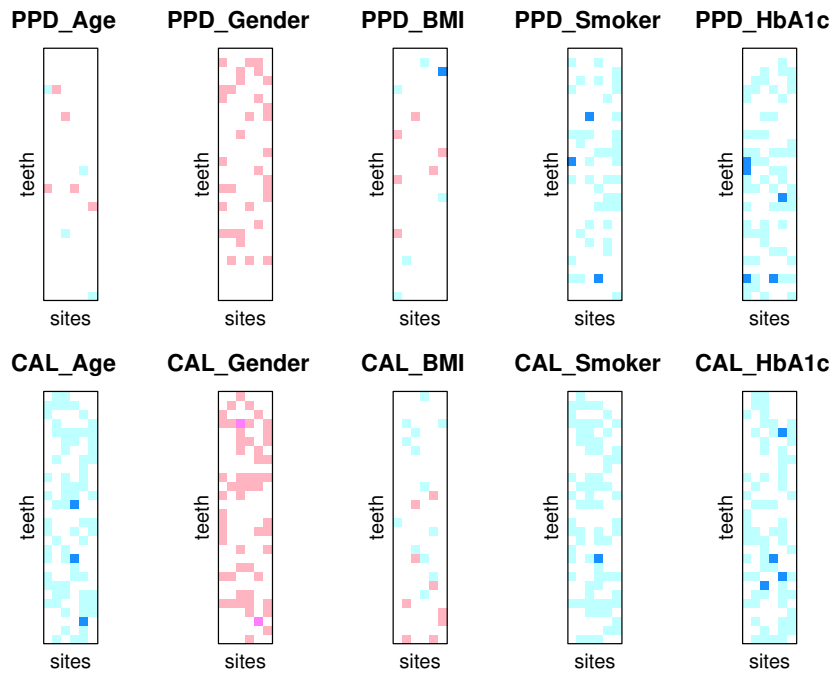 PPD_Age PPD_Gender PPD_BMI PPD_Smoker PPD_HbA1c
teeth teeth teeth teeth teeth
sites sites sites sites sites
CAL_Age CAL_Gender CAL_BMI CAL_Smoker CAL_HbA1c
teeth teeth teeth teeth teeth
sites sites sites sites sites